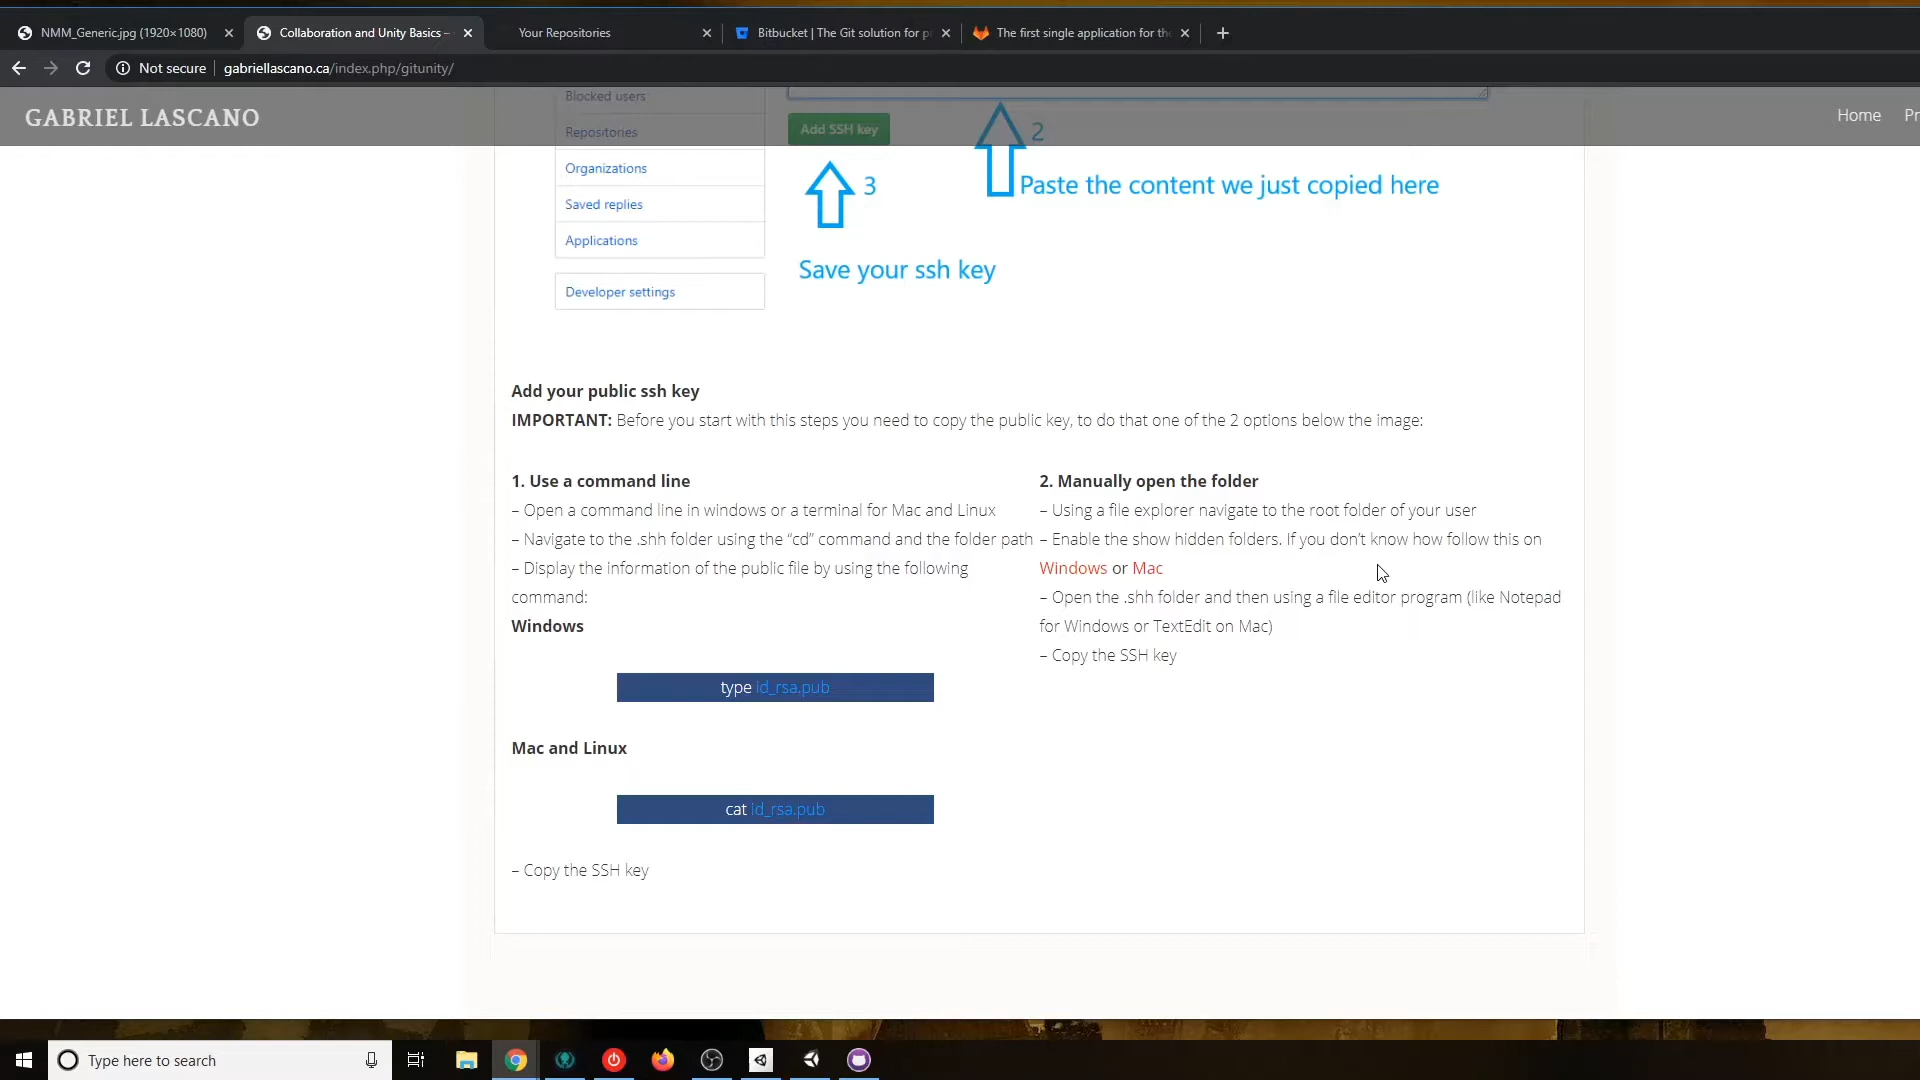 NMM_Generic.jpg (1920×1080)
Collaboration and Unity Basics –
Your Repositories
Bitbucket | The Git solution for p
The first single application for th
Not secure
gabriellascano.ca/index.php/gitunity/
GABRIEL LASCANO
Home
Pr
Blocked users
Repositories
Organizations
Saved replies
Applications
Developer settings
Add SSH key
2
3
Paste the content we just copied here
Save your ssh key
Add your public ssh key
IMPORTANT: Before you start with this steps you need to copy the public key, to do that one of the 2 options below the image:
1. Use a command line
– Open a command line in windows or a terminal for Mac and Linux
– Navigate to the .shh folder using the “cd” command and the folder path
– Display the information of the public file by using the following
command:
Windows
type id_rsa.pub
Mac and Linux
cat id_rsa.pub
– Copy the SSH key
2. Manually open the folder
– Using a file explorer navigate to the root folder of your user
– Enable the show hidden folders. If you don’t know how follow this on
Windows or Mac
– Open the .shh folder and then using a file editor program (like Notepad
for Windows or TextEdit on Mac)
– Copy the SSH key
Type here to search